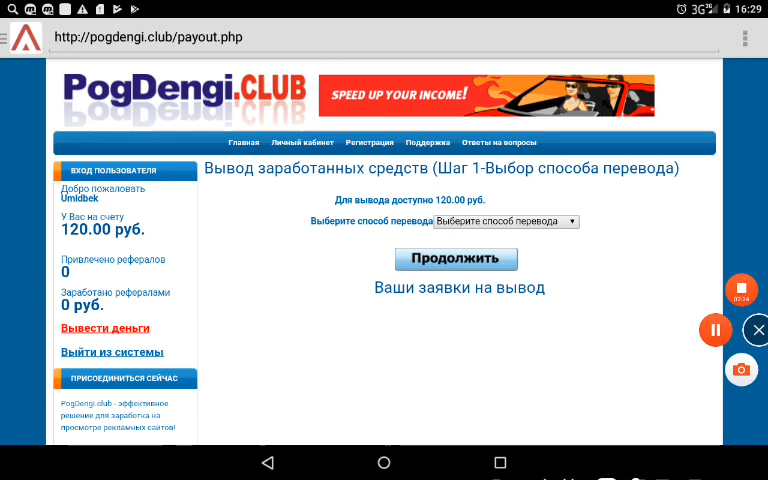 3G 3G 16:29
http://pogdengi.club/payout.php
PogDengi.CLUB
SPEED UP YOUR INCOME!
Главная Личный кабинет Регистрация Поддержка Ответы на вопросы
ВХОД ПОЛЬЗОВАТЕЛЯ
Добро пожаловать
Umidbek
У Вас на счету
120.00 руб.
Привлечено рефералов
0
Заработано рефералами
0 руб.
Вывести деньги
Выйти из системы
ПРИСОЕДИНИТЬСЯ СЕЙЧАС
PogDengi.club - эффективное
решение для заработка на
просмотре рекламных сайтов!
Вывод заработанных средств (Шаг 1-Выбор способа перевода)
Для вывода доступно 120.00 руб.
Выберите способ перевода Выберите способ перевода
Продолжить
Ваши заявки на вывод
02:24